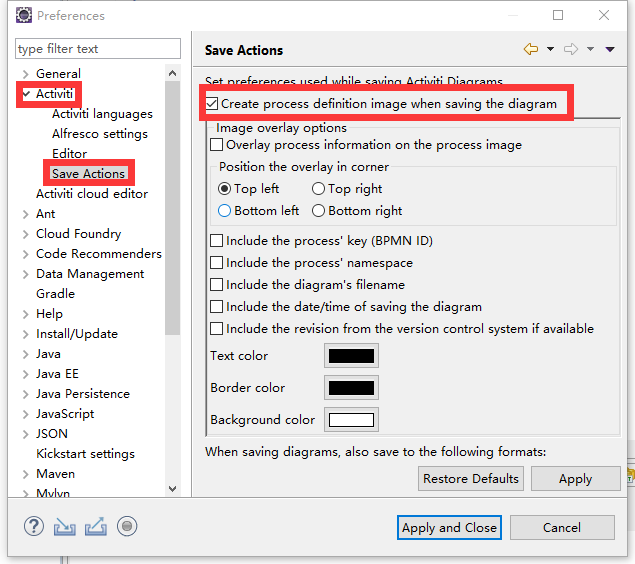 Preferences
type filter text
General
Activiti
Activiti languages
Alfresco settings
Editor
Save Actions
Activiti cloud editor
Ant
Cloud Foundry
Code Recommenders
Data Management
Gradle
Help
Install/Update
Java
Java EE
Java Persistence
JavaScript
JSON
Kickstart settings
Maven
Mylyn
Save Actions
Set preferences used while saving Activiti Diagrams
Create process definition image when saving the diagram
Image overlay options
Overlay process information on the process image
Position the overlay in corner
Top left Top right
Bottom left Bottom right
Include the process' key (BPMN ID)
Include the process' namespace
Include the diagram's filename
Include the date/time of saving the diagram
Include the revision from the version control system if available
Text color
Border color
Background color
When saving diagrams, also save to the following formats:
Restore Defaults Apply
? Apply and Close Cancel